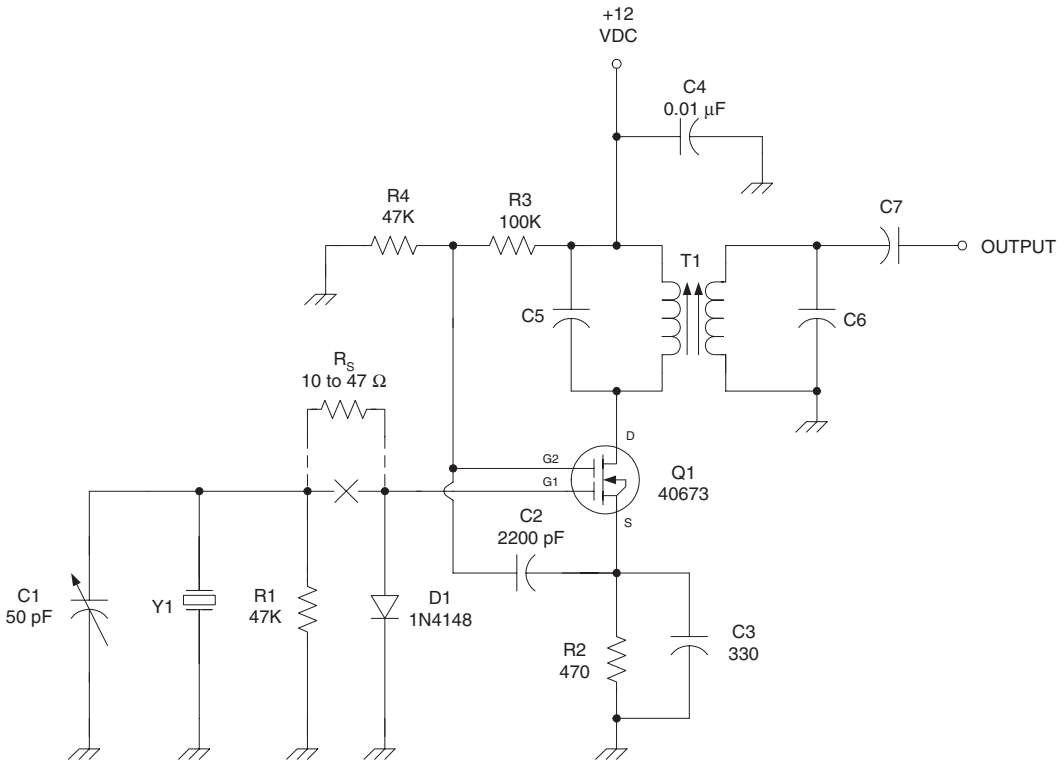 +12
VDC
C4
0.01 μF
R4
47K
R3
100K
C7
T1
OUTPUT
C5
C6
R_S
10 to 47 Ω
D
G2
Q1
40673
G1
S
C2
2200 pF
C1
50 pF
Y1
R1
47K
D1
1N4148
R2
470
C3
330